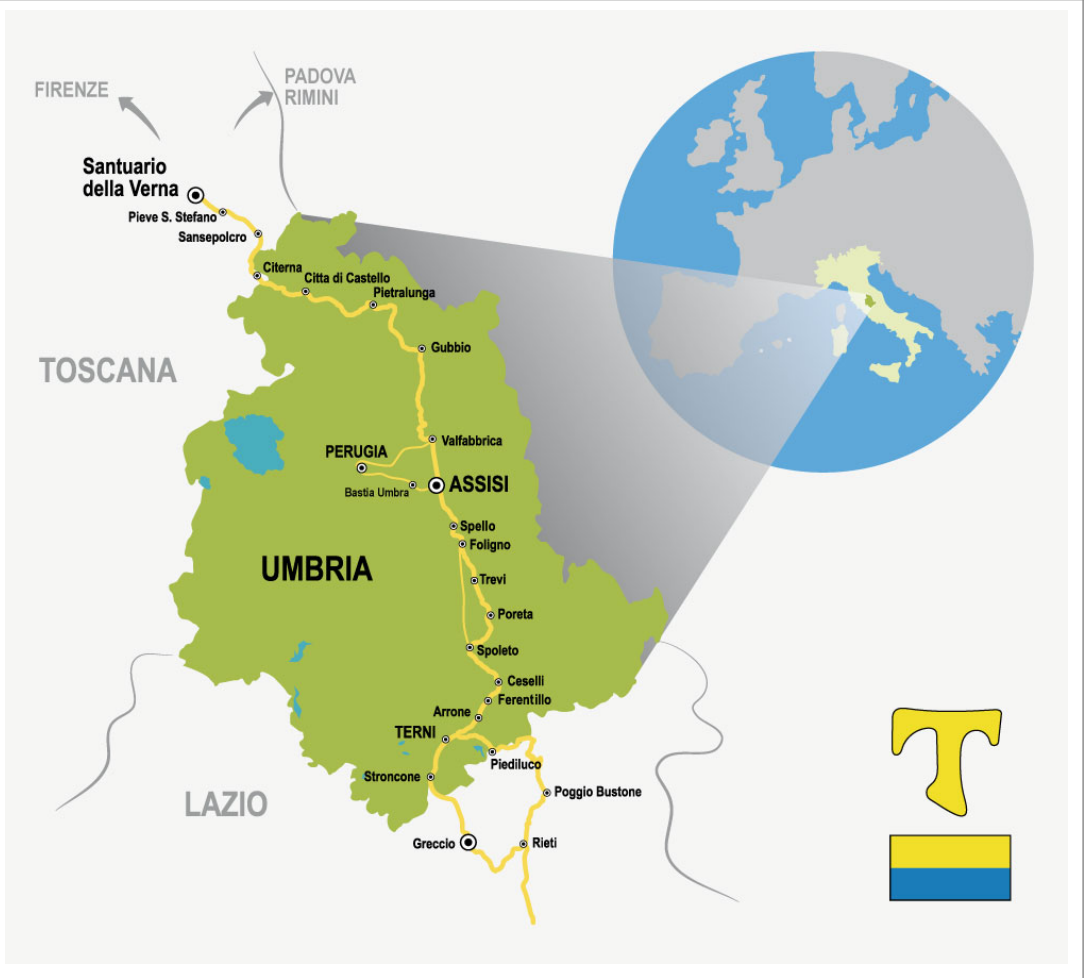 FIRENZE
PADOVA
RIMINI
Santuario
della Verna
Pieve S. Stefano
Sansepolcro
Citerna
Citta di Castello
Pietralunga
Gubbio
TOSCANA
Valfabbrica
PERUGIA
Bastia Umbra
ASSISI
Spello
Foligno
UMBRIA
Trevi
Poreta
Spoleto
Ceselli
Ferentillo
Arrone
TERNI
Piediluco
Stroncone
Poggio Bustone
LAZIO
Greccio
Rieti